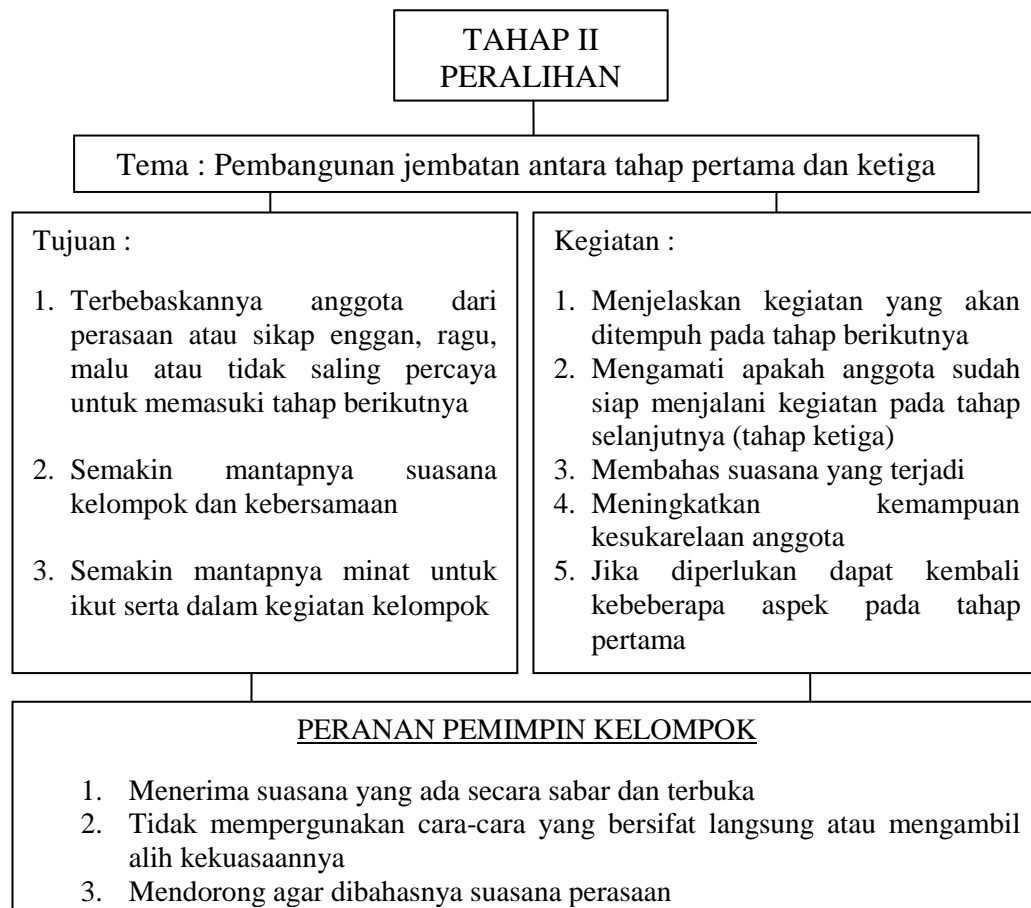 TAHAP II
PERALIHAN
Tema : Pembangunan jembatan antara tahap pertama dan ketiga
Tujuan :
1. Terbebaskannya anggota dari
perasaan atau sikap enggan, ragu,
malu atau tidak saling percaya
untuk memasuki tahap berikutnya
2. Semakin mantapnya suasana
kelompok dan kebersamaan
3. Semakin mantapnya minat untuk
ikut serta dalam kegiatan kelompok
Kegiatan :
1. Menjelaskan kegiatan yang akan
ditempuh pada tahap berikutnya
2. Mengamati apakah anggota sudah
siap menjalani kegiatan pada tahap
selanjutnya (tahap ketiga)
3. Membahas suasana yang terjadi
4. Meningkatkan kemampuan
kesukarelaan anggota
5. Jika diperlukan dapat kembali
kebeberapa aspek pada tahap
pertama
PERANAN PEMIMPIN KELOMPOK
1. Menerima suasana yang ada secara sabar dan terbuka
2. Tidak mempergunakan cara-cara yang bersifat langsung atau mengambil
alih kekuasaannya
3. Mendorong agar dibahasnya suasana perasaan